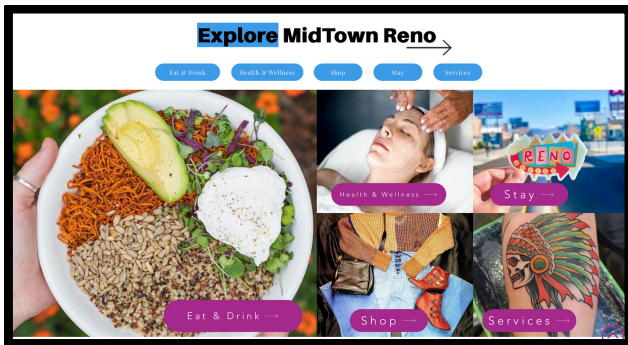 Explore MidTown Reno
Eat & Drink
Health & Wellness
Shop
Stay
Services
Health & Wellness
RENO
Stay
Eat & Drink
Shop
Services